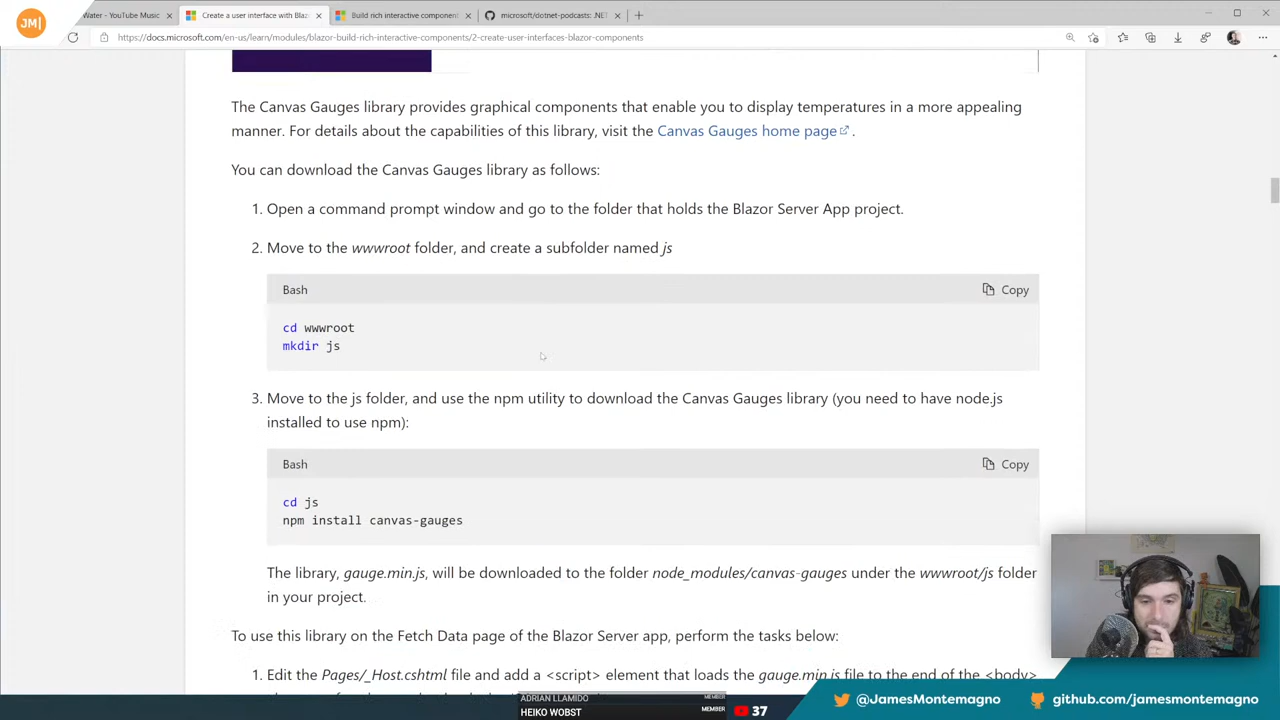 JM|
Water - YouTube Music
Create a user interface with Blaz
Build rich interactive component
microsoft/dotnet-podcasts: .NET
https://docs.microsoft.com/en-us/learn/modules/blazor-build-rich-interactive-components/2-create-user-interfaces-blazor-components
The Canvas Gauges library provides graphical components that enable you to display temperatures in a more appealing
manner. For details about the capabilities of this library, visit the Canvas Gauges home page .
You can download the Canvas Gauges library as follows:
1. Open a command prompt window and go to the folder that holds the Blazor Server App project.
2. Move to the wwwroot folder, and create a subfolder named js
Bash
Copy
cd wwwroot
mkdir js
3. Move to the js folder, and use the npm utility to download the Canvas Gauges library (you need to have node.js
installed to use npm):
Bash
Copy
cd js
npm install canvas-gauges
The library, gauge.min.js, will be downloaded to the folder node_modules/canvas-gauges under the wwwroot/js folder
in your project.
To use this library on the Fetch Data page of the Blazor Server app, perform the tasks below:
1. Edit the Pages/_Host.cshtml file and add a <script> element that loads the gauge.min.js file to the end of the <body>
ADRIAN LLAMIDO MEMBER
HEIKO WOBST MEMBER
37
@JamesMontemagno
github.com/jamesmontemagno